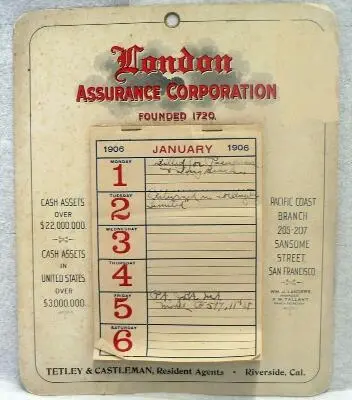 London
ASSURANCE CORPORATION
FOUNDED 1720.
1906 JANUARY 1906
MONDAY
1
TUESDAY
2
WEDNESDAY
3
THURSDAY
4
FRIDAY
5
SATURDAY
6
CASH ASSETS
OVER
$22,000,000.
CASH ASSETS
IN
UNITED STATES
OVER
$3,000,000.
PACIFIC COAST
BRANCH
205-207
SANSOME
STREET,
SAN FRANCISCO
WM. J. LANDERS,
TETLEY & CASTLEMAN, Resident Agents • Riverside, Cal.